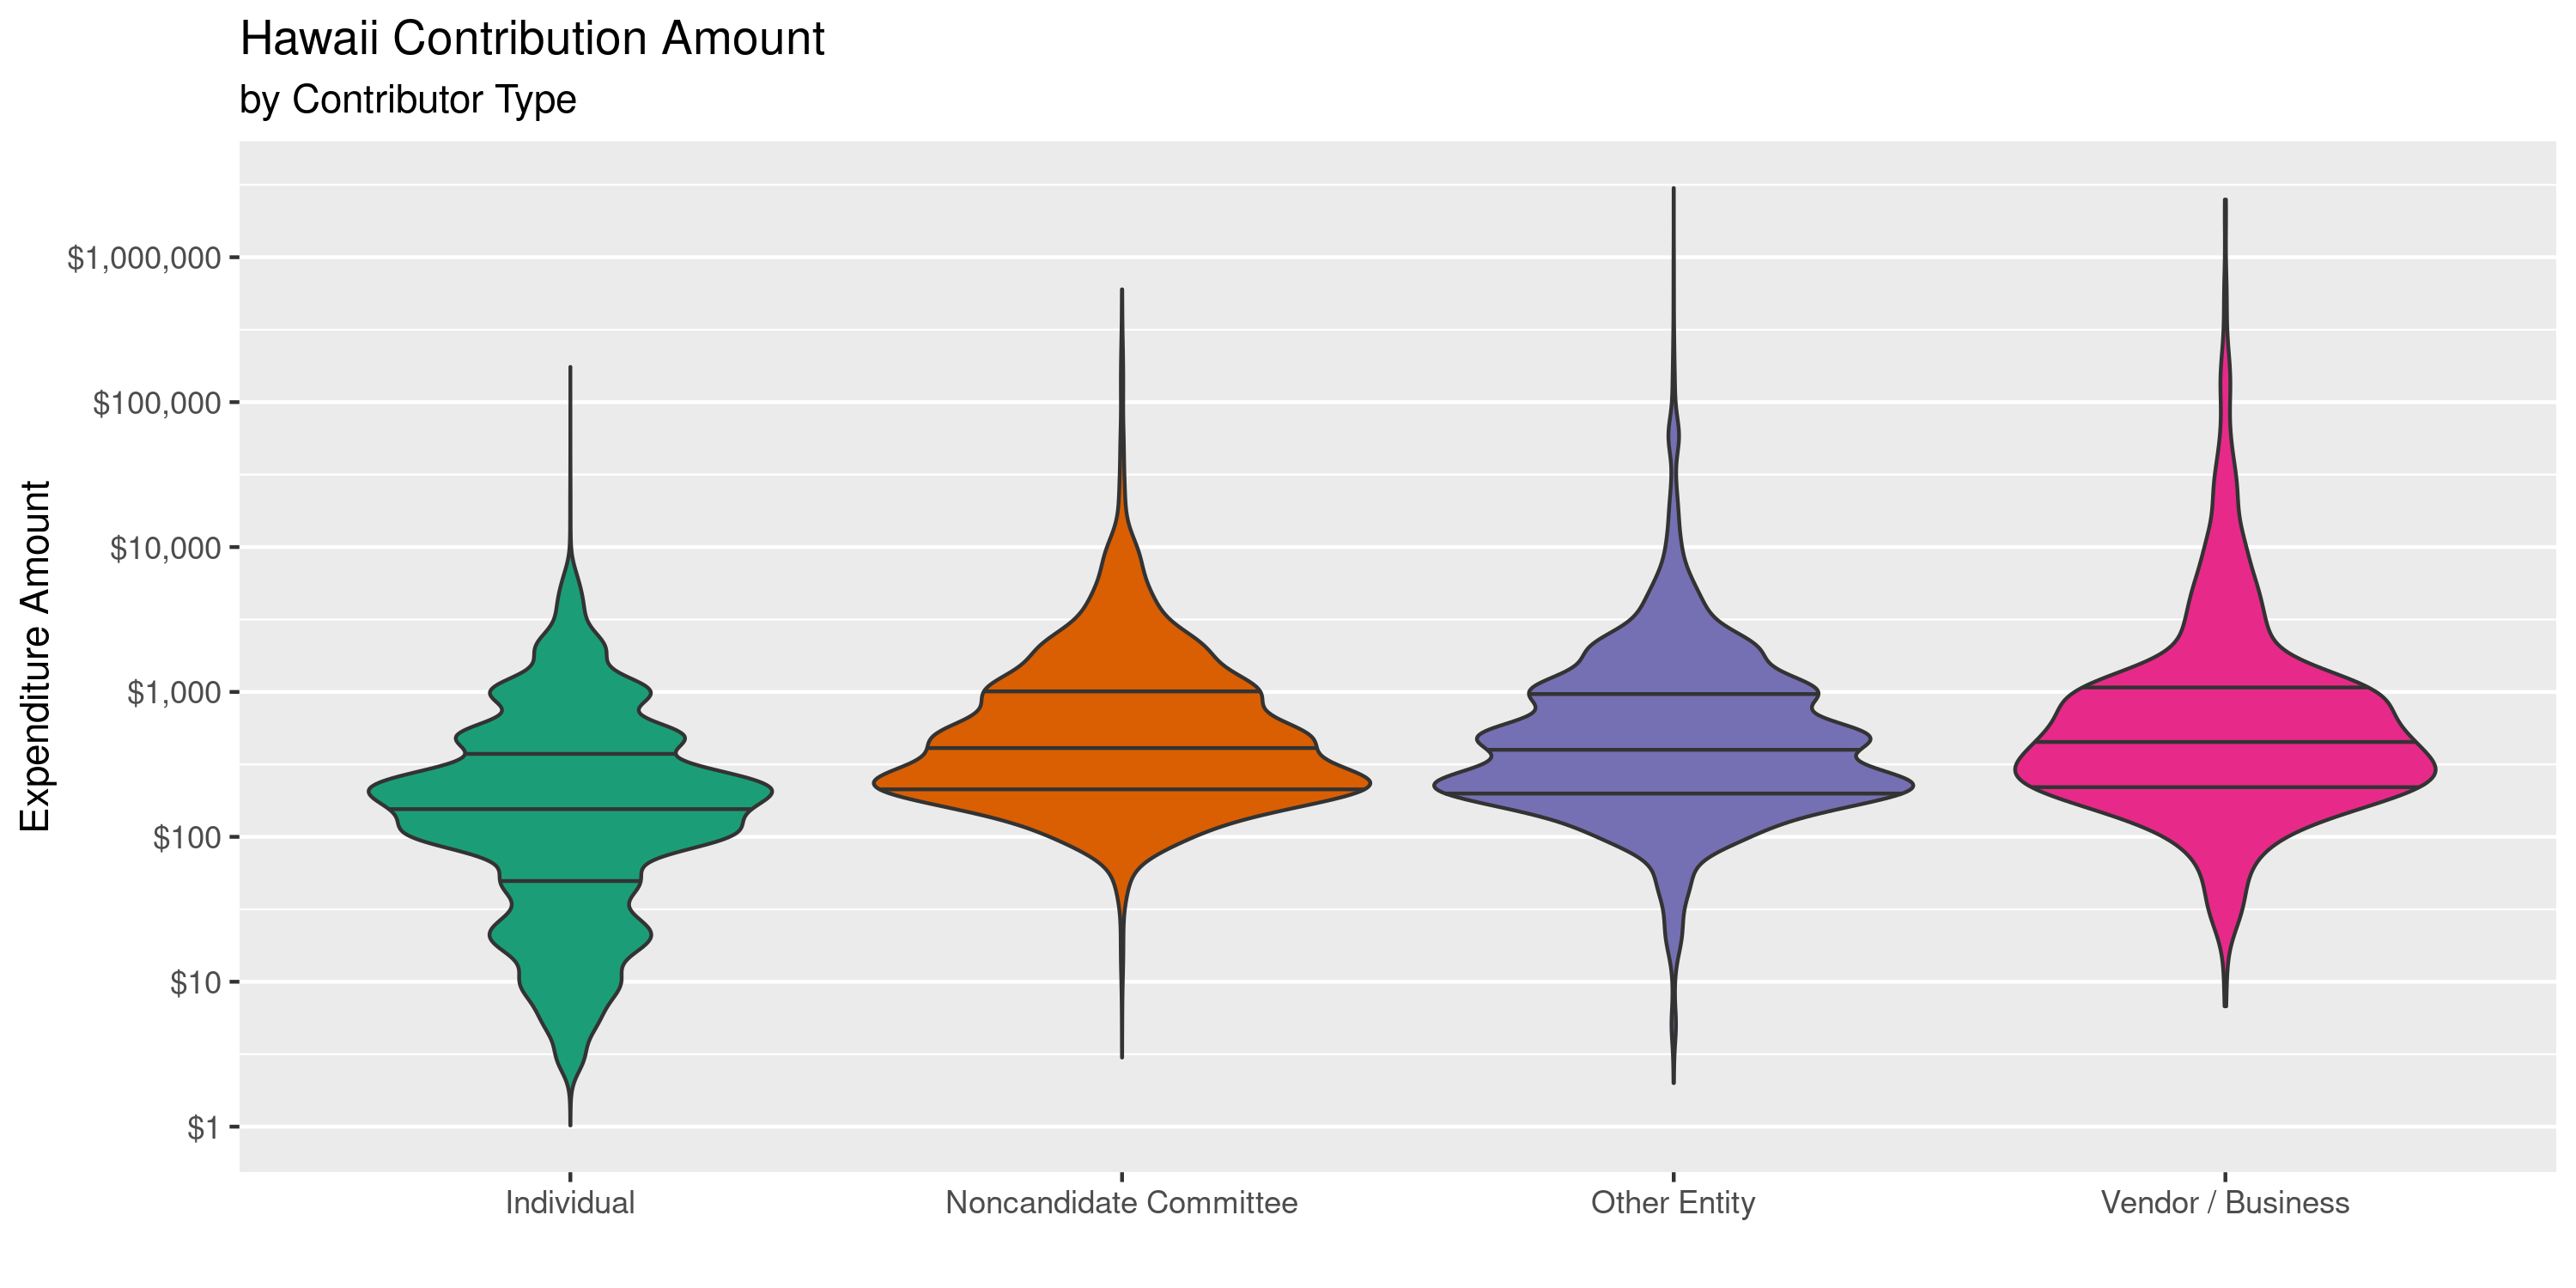 Hawaii Contribution Amount
by Contributor Type
Expenditure Amount
$1,000,000
$100,000
$10,000
$1,000
$100
$10
$1
Individual
Noncandidate Committee
Other Entity
Vendor / Business